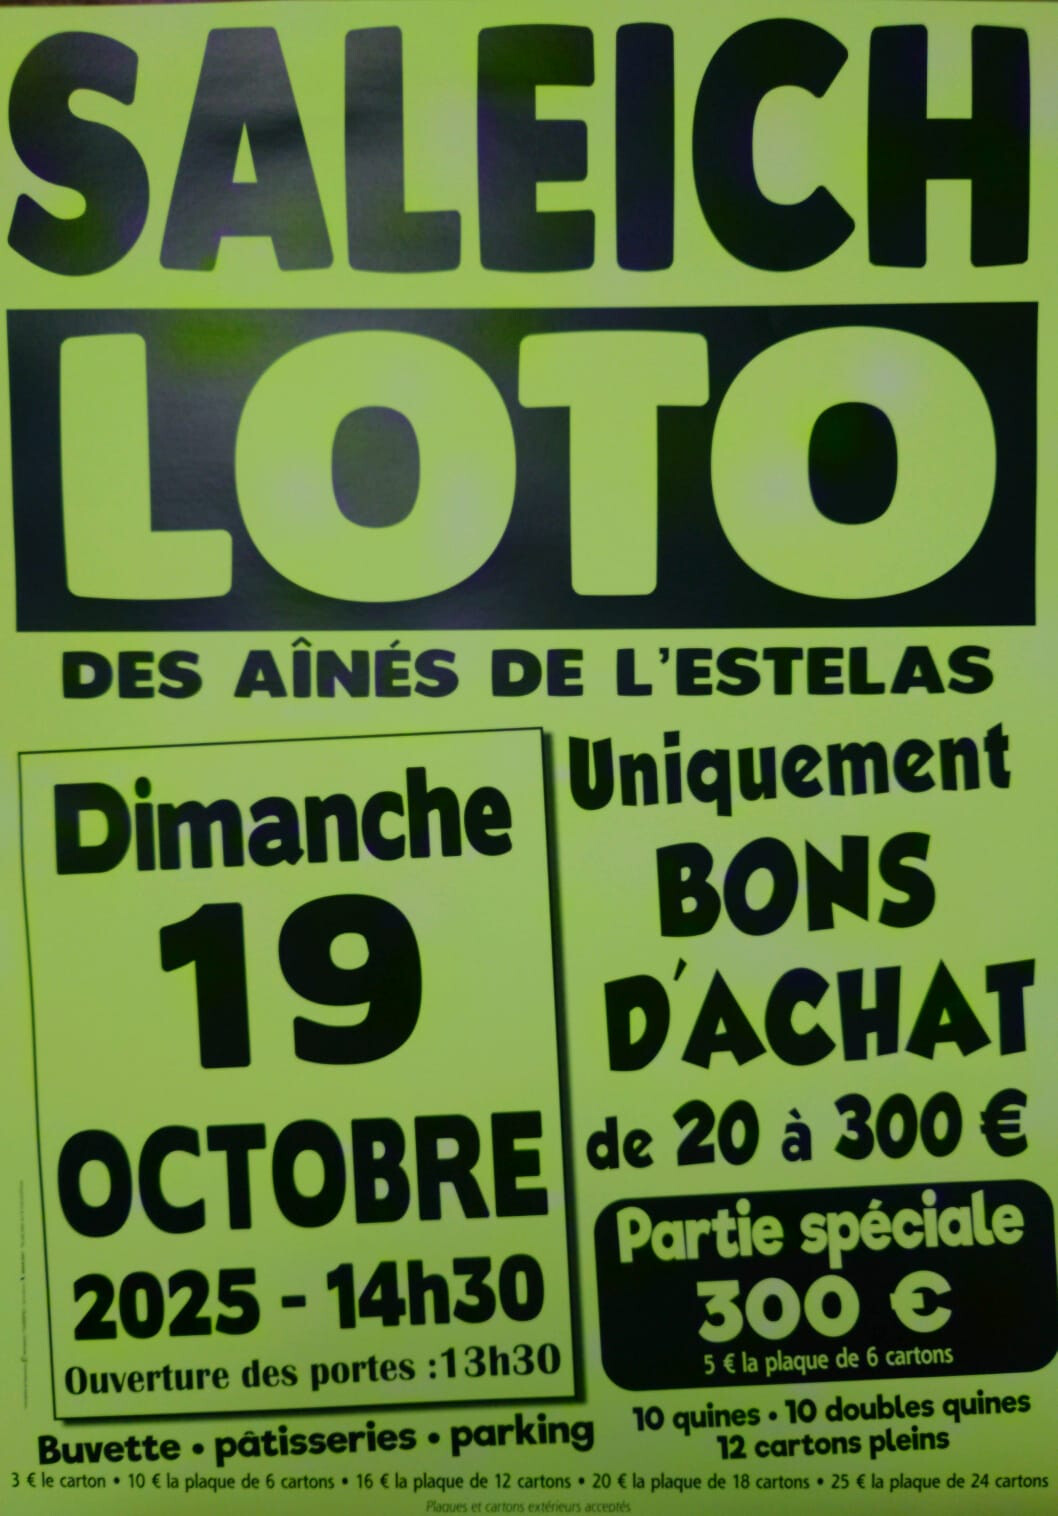 SALEICH
LOTO
DES AÎNÉS DE L'ESTELAS
Dimanche
19
OCTOBRE
2025 - 14h30
Ouverture des portes :13h30
Uniquement
BONS
D'ACHAT
de 20 à 300 €
Partie spéciale
300 €
5 € la plaque de 6 cartons
10 quines • 10 doubles quines
12 cartons pleins
Buvette • pâtisseries • parking
3 € le carton • 10 € la plaque de 6 cartons • 16 € la plaque de 12 cartons • 20 € la plaque de 18 cartons • 25 € la plaque de 24 cartons
Plaques et cartons extérieurs acceptés